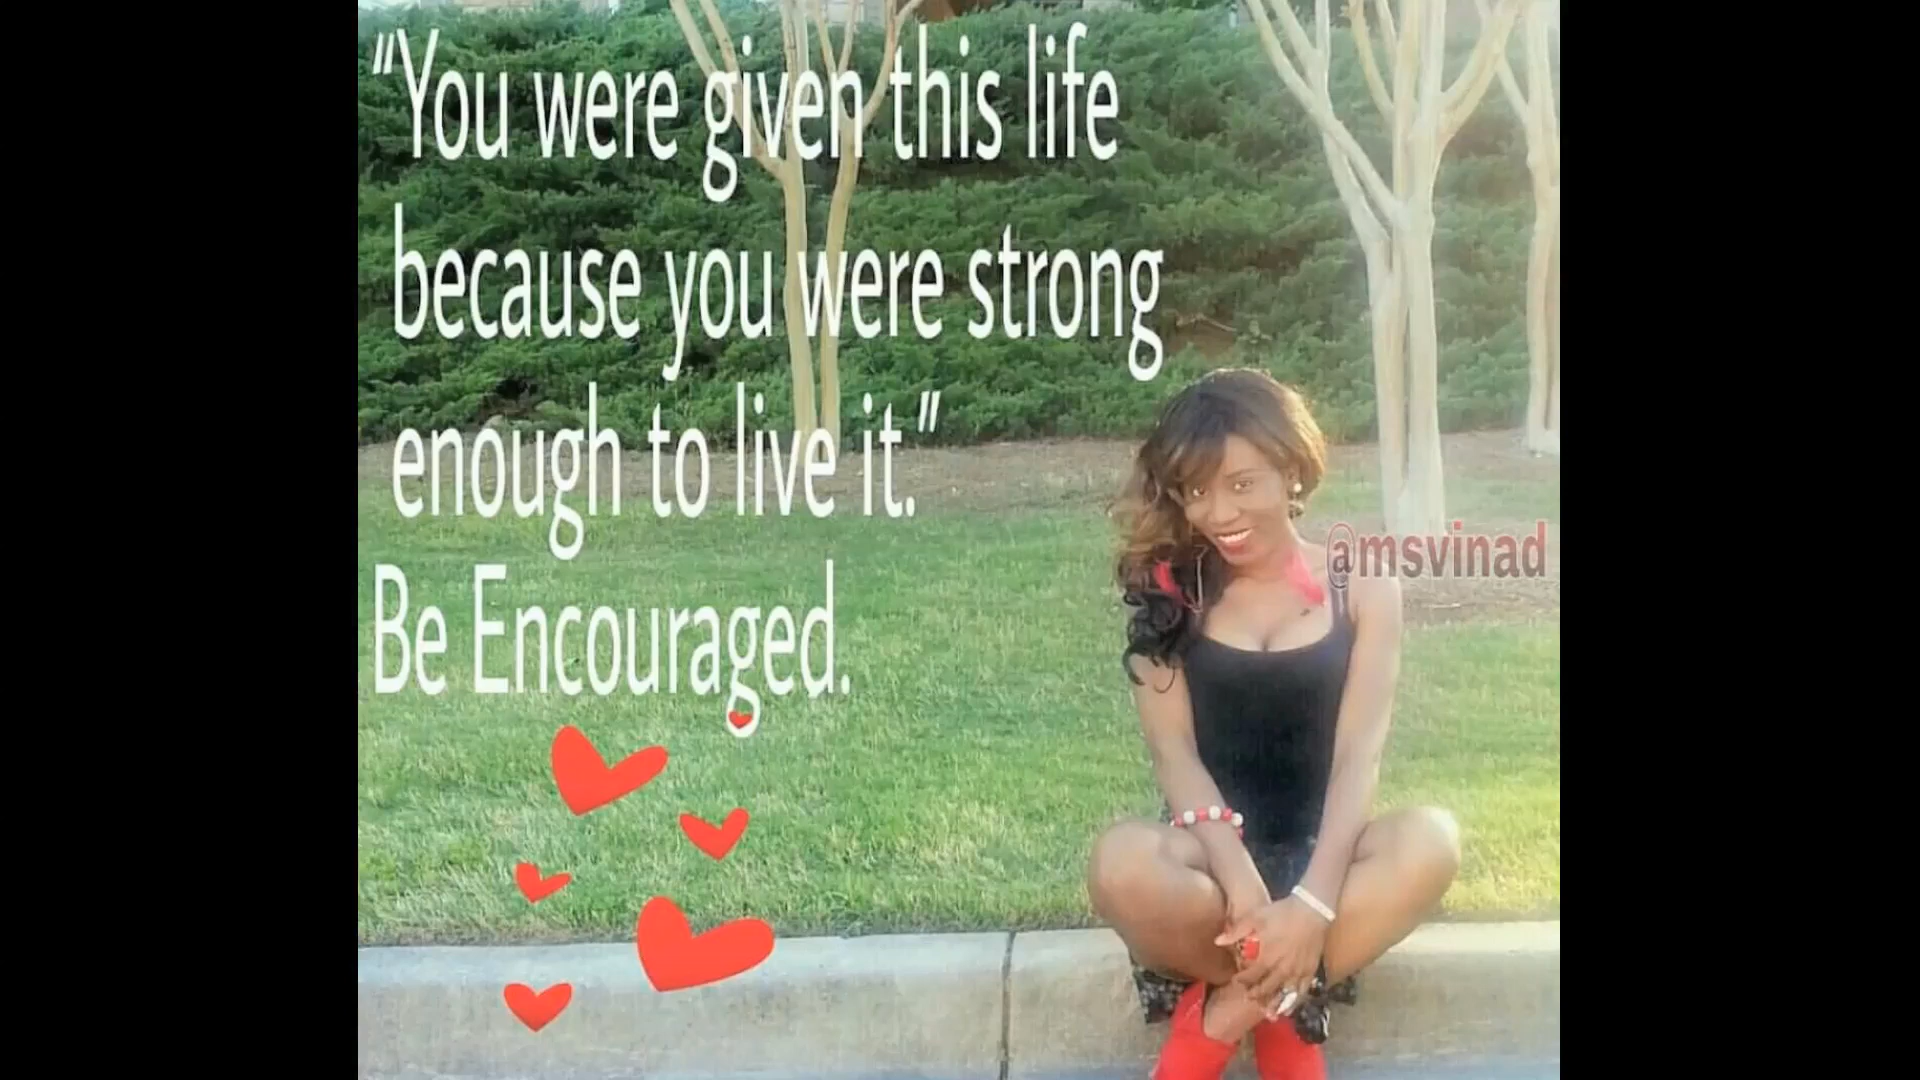 “You were given this life
because you were strong
enough to live it.”
Be Encouraged.
@msvinad